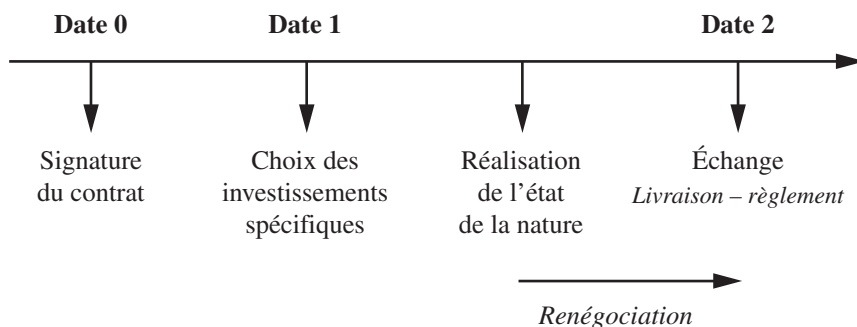 Date 0 Date 1 Date 2
Signature
du contrat
Choix des
investissements
spécifiques
Réalisation
de l'état
de la nature
Échange
Livraison – règlement
Renégociation